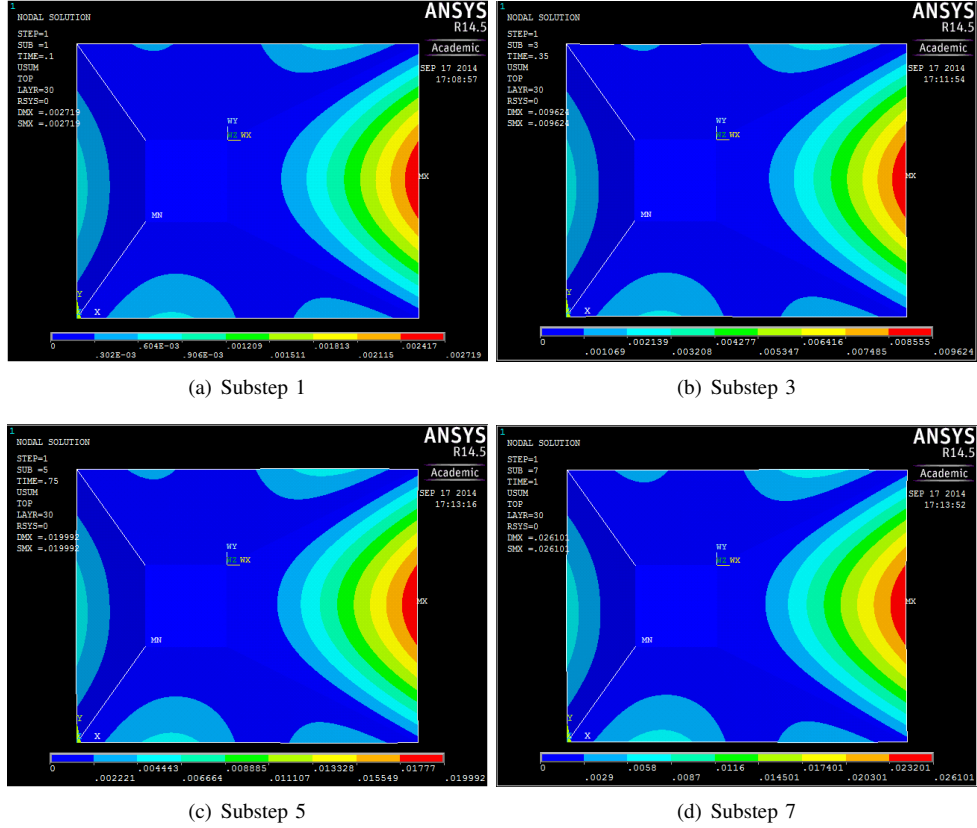 1
NODAL SOLUTION
STEP=1
SUB =1
TIME=.1
USUM
TOP
LAYR=30
RSYS=0
DMX =.002719
SMX =.002719
ANSYS
R14.5
Academic
SEP 17 2014
17:08:57
WY
WZ WX
MX
MN
Y
X
0
.302E-03
.604E-03
.906E-03
.001209
.001511
.001813
.002115
.002417
.002719
(a) Substep 1
1
NODAL SOLUTION
STEP=1
SUB =3
TIME=.35
USUM
TOP
LAYR=30
RSYS=0
DMX =.009624
SMX =.009624
ANSYS
R14.5
Academic
SEP 17 2014
17:11:54
WY
WZ WX
MX
MN
Y
X
0
.001069
.002139
.003208
.004277
.005347
.006416
.007485
.008555
.009624
(b) Substep 3
1
NODAL SOLUTION
STEP=1
SUB =5
TIME=.75
USUM
TOP
LAYR=30
RSYS=0
DMX =.019992
SMX =.019992
ANSYS
R14.5
Academic
SEP 17 2014
17:13:16
WY
WZ WX
MX
MN
Y
X
0
.002221
.004443
.006664
.008885
.011107
.013328
.015549
.01777
.019992
(c) Substep 5
1
NODAL SOLUTION
STEP=1
SUB =7
TIME=1
USUM
TOP
LAYR=30
RSYS=0
DMX =.026101
SMX =.026101
ANSYS
R14.5
Academic
SEP 17 2014
17:13:52
WY
WZ WX
MX
MN
Y
X
0
.0029
.0058
.0087
.0116
.014501
.017401
.020301
.023201
.026101
(d) Substep 7